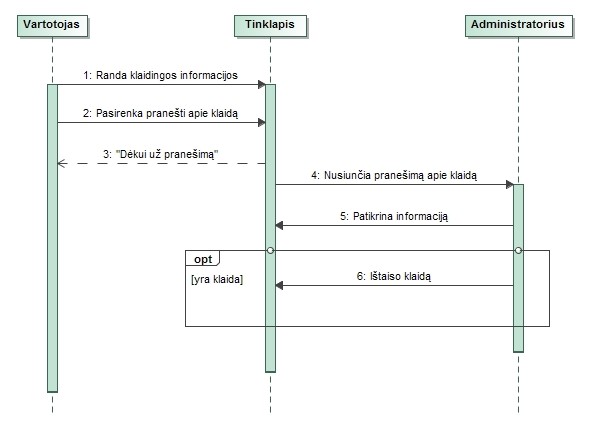 Vartotojas
Tinklapis
Administratorius
1: Randa klaidingos informacijos
2: Pasirenka pranešti apie klaidą
3: "Dėkui už pranešimą"
4: Nusiunčia pranešimą apie klaidą
5: Patikrina informaciją
opt
[yra klaida]
6: Ištaiso klaidą